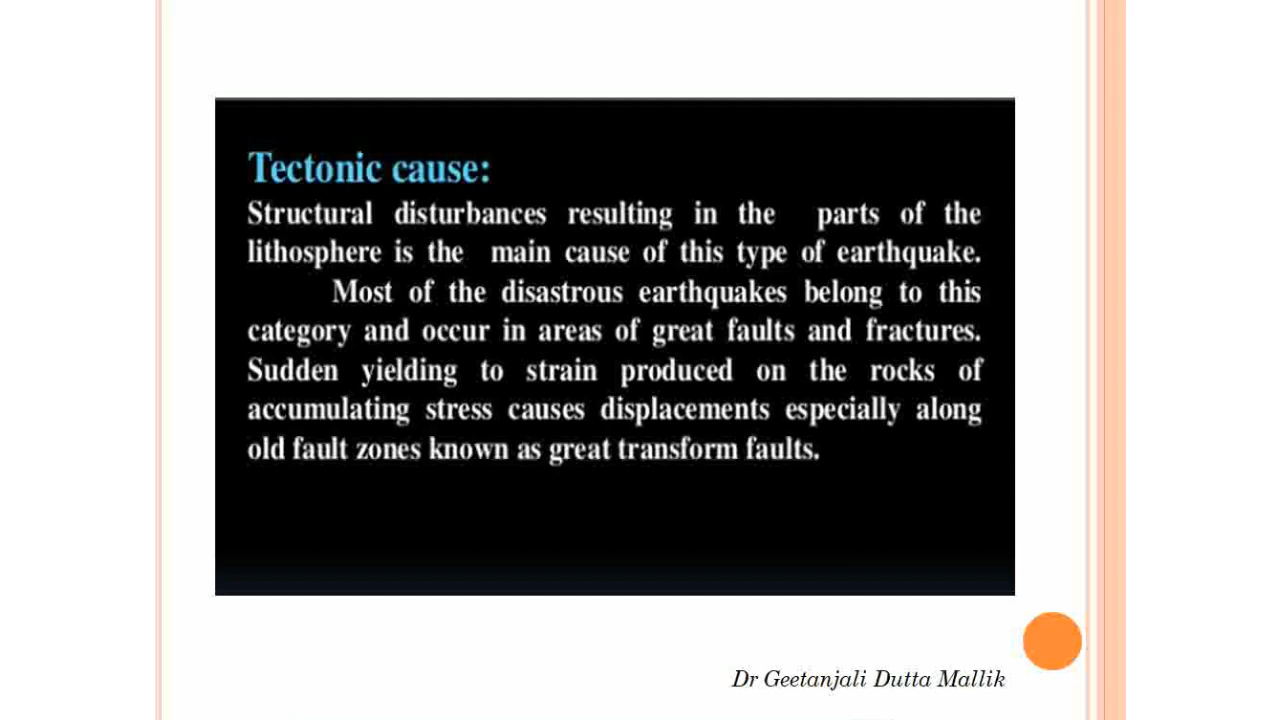 Tectonic cause:
Structural disturbances resulting in the parts of the
lithosphere is the main cause of this type of earthquake.
Most of the disastrous earthquakes belong to this
category and occur in areas of great faults and fractures.
Sudden yielding to strain produced on the rocks of
accumulating stress causes displacements especially along
old fault zones known as great transform faults.
Dr Geetanjali Dutta Mallik